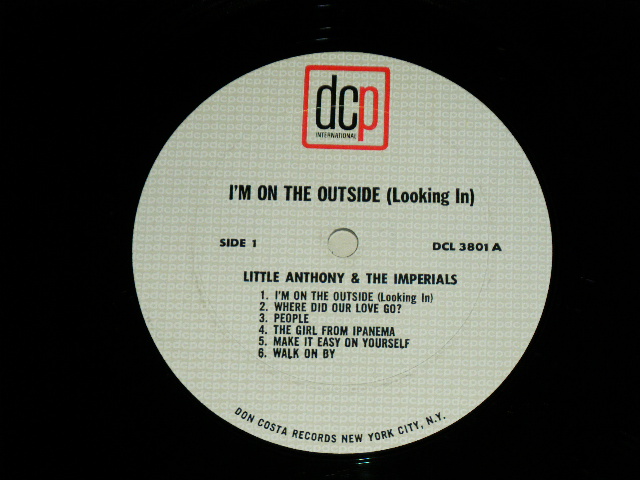 dcp
INTERNATIONAL
I'M ON THE OUTSIDE (Looking In)
SIDE 1
DCL 3801 A
LITTLE ANTHONY & THE IMPERIALS
1. I'M ON THE OUTSIDE (Looking In)
2. WHERE DID OUR LOVE GO?
3. PEOPLE
4. THE GIRL FROM IPANEMA
5. MAKE IT EASY ON YOURSELF
6. WALK ON BY
DON COSTA RECORDS NEW YORK CITY, N.Y.